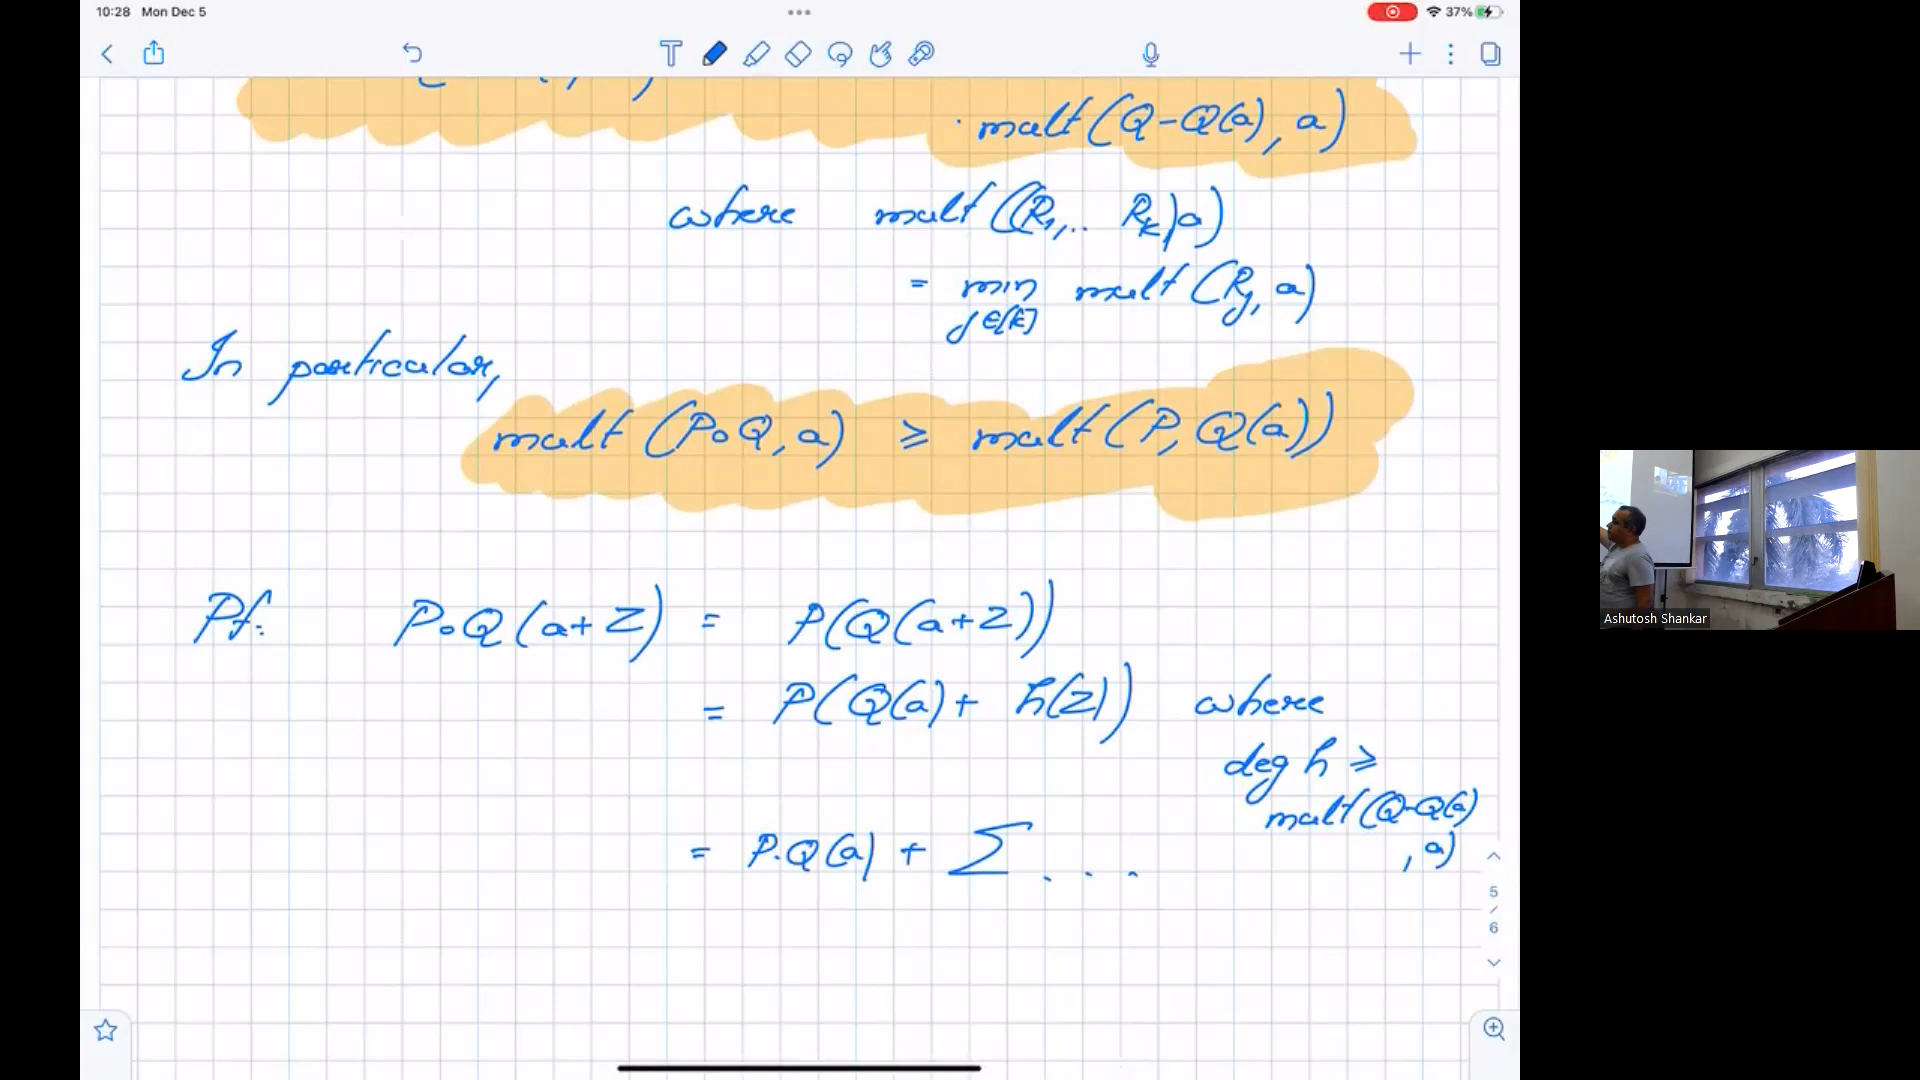 10:28 Mon Dec 5
37%
· mult(Q-Q(a), a)
where mult((R₁,.. Rₖ), a)
= min mult(Rⱼ, a)
j∈[k]
In particular,
mult(P∘Q, a) ⩾ mult(P, Q(a))
Pf: P∘Q(a+Z) = P(Q(a+Z))
= P(Q(a)+ h(Z)) where
deg h ⩾
mult(Q-Q(a)
, a)
= P∘Q(a) + ∑ . . .
5
/
6
Ashutosh Shankar